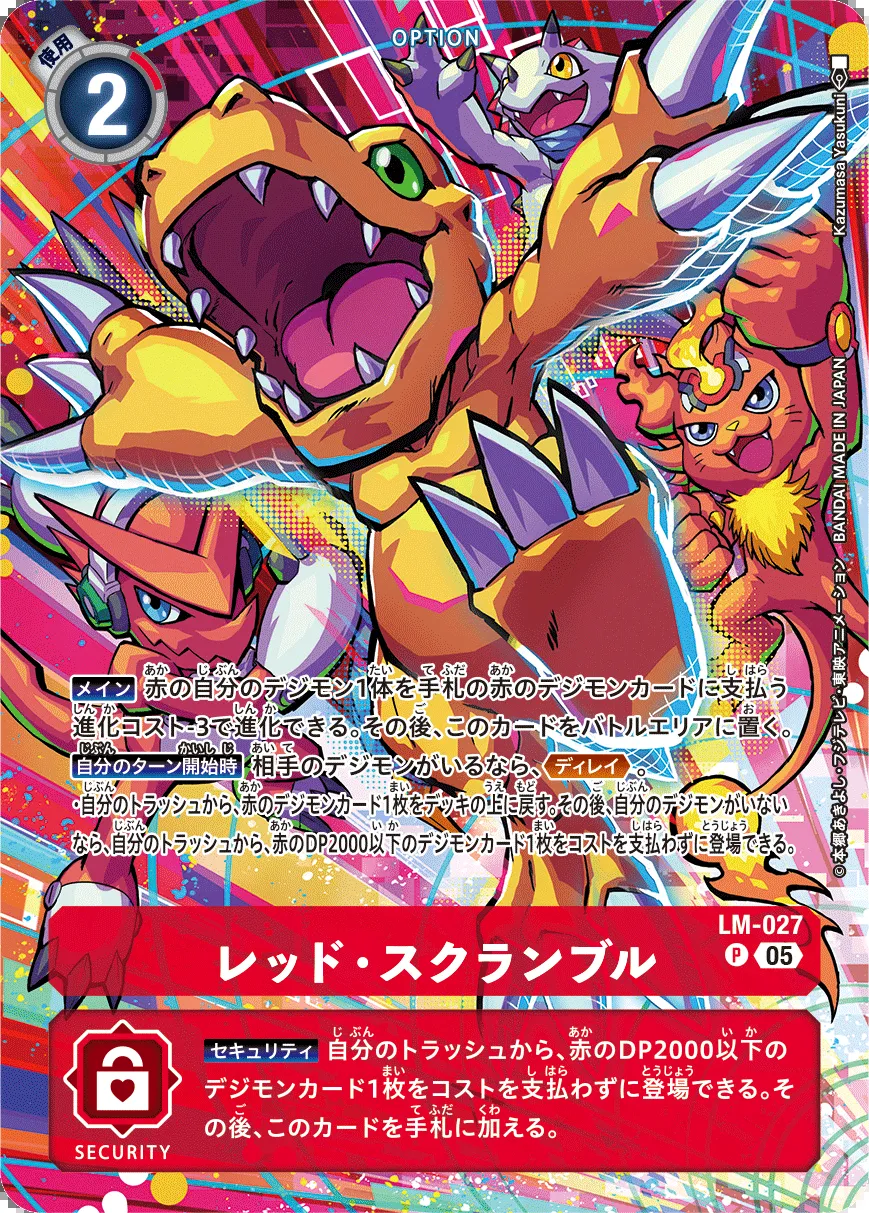 使用
2
OPTION
Kazumasa Yasukuni
メイン 赤の自分のデジモン1体を手札の赤のデジモンカードに支払う
進化コスト-3で進化できる。その後、このカードをバトルエリアに置く。
自分のターン開始時 相手のデジモンがいるなら、ディレイ。
・自分のトラッシュから、赤のデジモンカード1枚をデッキの上に戻す。その後、自分のデジモンがいない
なら、自分のトラッシュから、赤のDP2000以下のデジモンカード1枚をコストを支払わずに登場できる。
©本郷あきよし・フジテレビ・東映アニメーション BANDAI MADE IN JAPAN
LM-027
P 05
レッド・スクランブル
セキュリティ 自分のトラッシュから、赤のDP2000以下の
デジモンカード1枚をコストを支払わずに登場できる。そ
の後、このカードを手札に加える。
SECURITY